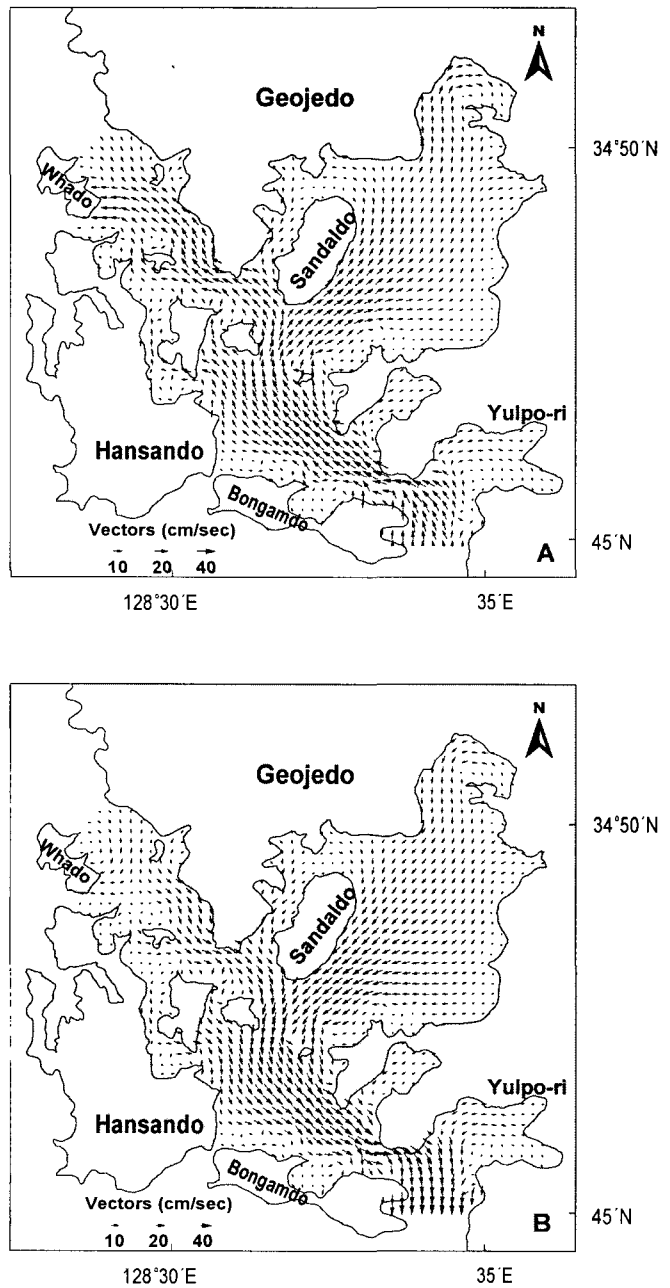 N
Geojedo
34°50´N
Whado
Sandaldo
Yulpo-ri
Hansando
Bongamdo
Vectors (cm/sec)
10 20 40
A
45´N
128°30´E 35´E
N
Geojedo
34°50´N
Whado
Sandaldo
Yulpo-ri
Hansando
Bongamdo
Vectors (cm/sec)
10 20 40
B
45´N
128°30´E 35´E